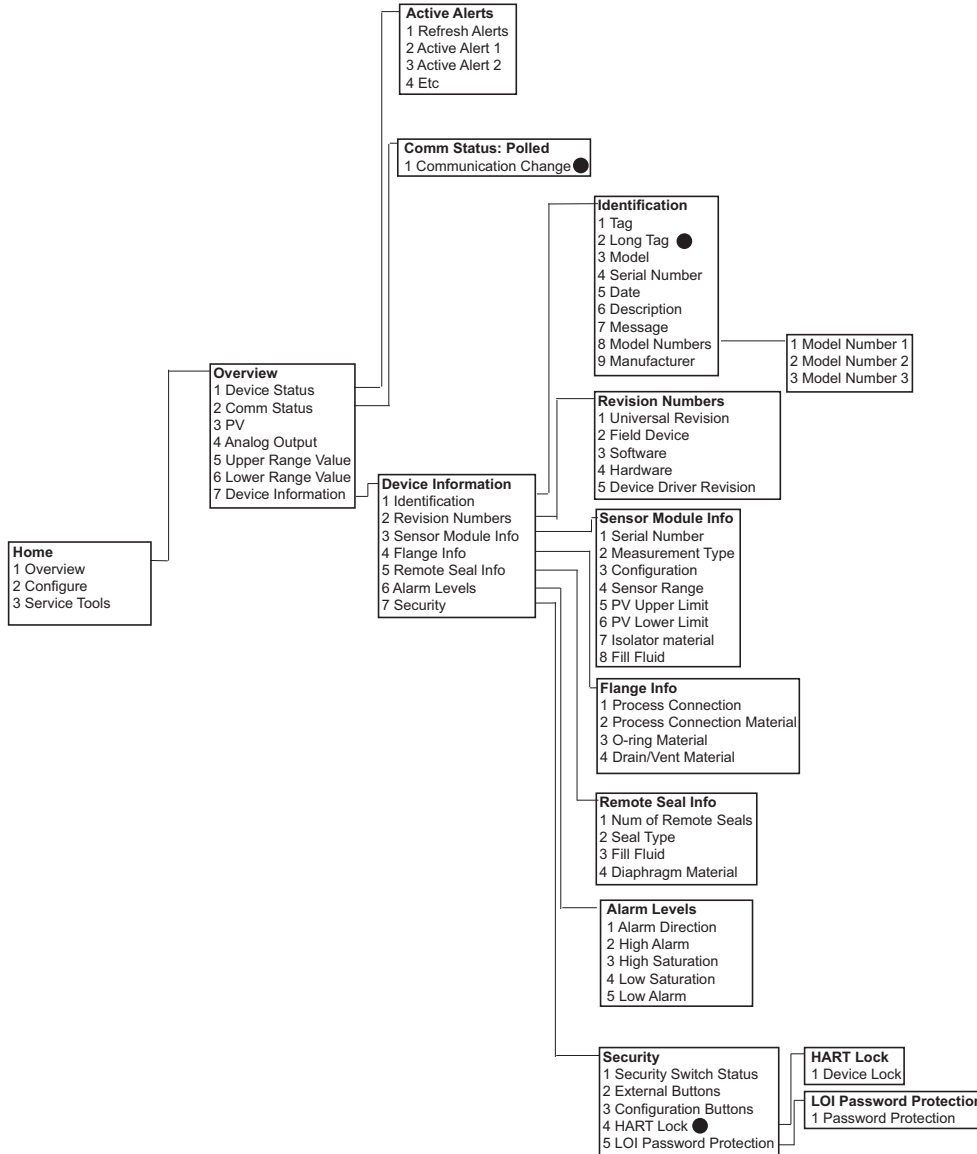 Active Alerts
1 Refresh Alerts
2 Active Alert 1
3 Active Alert 2
4 Etc
Comm Status: Polled
1 Communication Change
Identification
1 Tag
2 Long Tag
3 Model
4 Serial Number
5 Date
6 Description
7 Message
8 Model Numbers
9 Manufacturer
1 Model Number 1
2 Model Number 2
3 Model Number 3
Overview
1 Device Status
2 Comm Status
3 PV
4 Analog Output
5 Upper Range Value
6 Lower Range Value
7 Device Information
Revision Numbers
1 Universal Revision
2 Field Device
3 Software
4 Hardware
5 Device Driver Revision
Device Information
1 Identification
2 Revision Numbers
3 Sensor Module Info
4 Flange Info
5 Remote Seal Info
6 Alarm Levels
7 Security
Home
1 Overview
2 Configure
3 Service Tools
Sensor Module Info
1 Serial Number
2 Measurement Type
3 Configuration
4 Sensor Range
5 PV Upper Limit
6 PV Lower Limit
7 Isolator material
8 Fill Fluid
Flange Info
1 Process Connection
2 Process Connection Material
3 O-ring Material
4 Drain/Vent Material
Remote Seal Info
1 Num of Remote Seals
2 Seal Type
3 Fill Fluid
4 Diaphragm Material
Alarm Levels
1 Alarm Direction
2 High Alarm
3 High Saturation
4 Low Saturation
5 Low Alarm
Security
1 Security Switch Status
2 External Buttons
3 Configuration Buttons
4 HART Lock
5 LOI Password Protection
HART Lock
1 Device Lock
LOI Password Protection
1 Password Protection